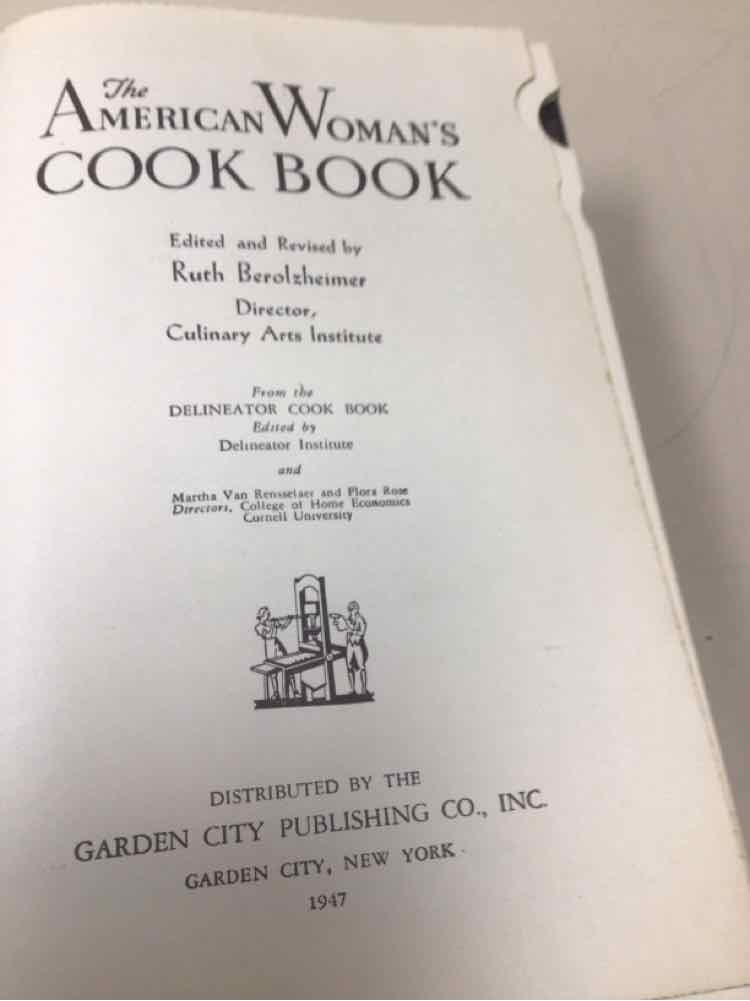 The
AMERICAN WOMAN'S
COOK BOOK
Edited and Revised by
Ruth Berolzheimer
Director,
Culinary Arts Institute
From the
DELINEATOR COOK BOOK
Edited by
Delineator Institute
and
Martha Van Rensselaer and Flora Rose
Directors, College of Home Economics
Cornell University
DISTRIBUTED BY THE
GARDEN CITY PUBLISHING CO., INC.
GARDEN CITY, NEW YORK
1947